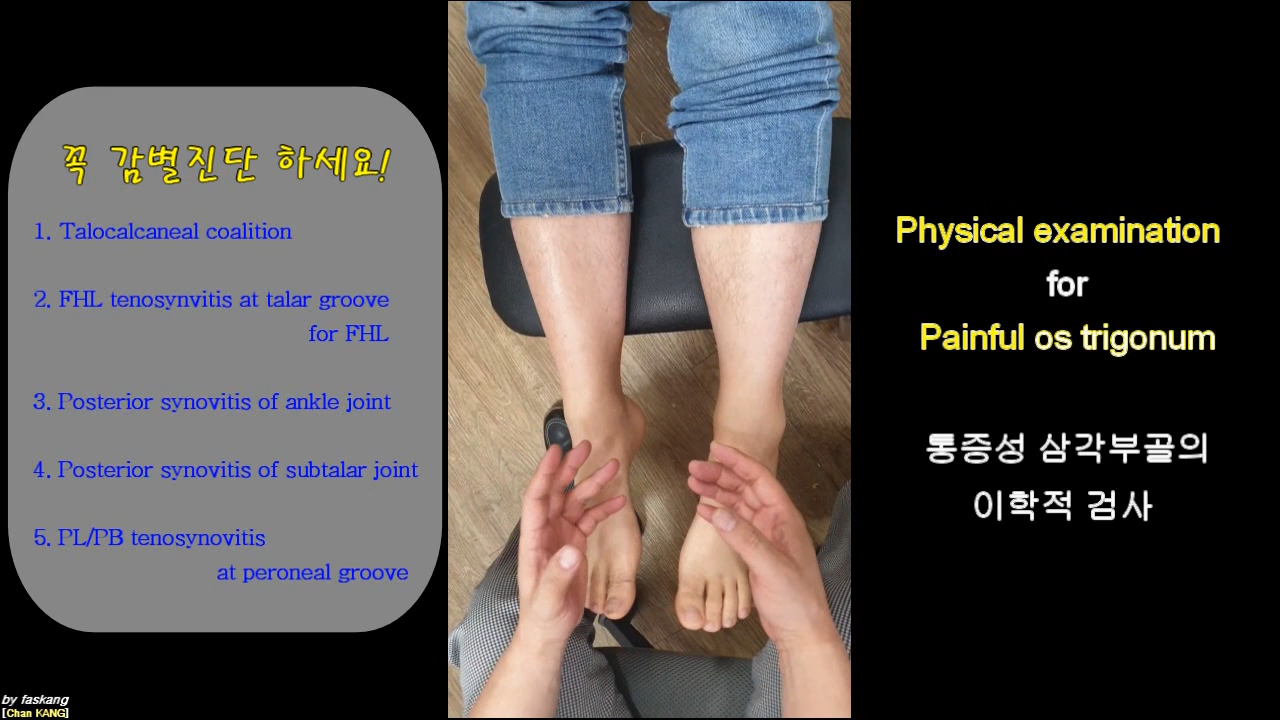 꼭 감별진단 하세요!
1. Talocalcaneal coalition
2. FHL tenosynvitis at talar groove
for FHL
3. Posterior synovitis of ankle joint
4. Posterior synovitis of subtalar joint
5. PL/PB tenosynovitis
at peroneal groove
by faskang
[Chan KANG]
Physical examination
for
Painful os trigonum
통증성 삼각부골의
이학적 검사